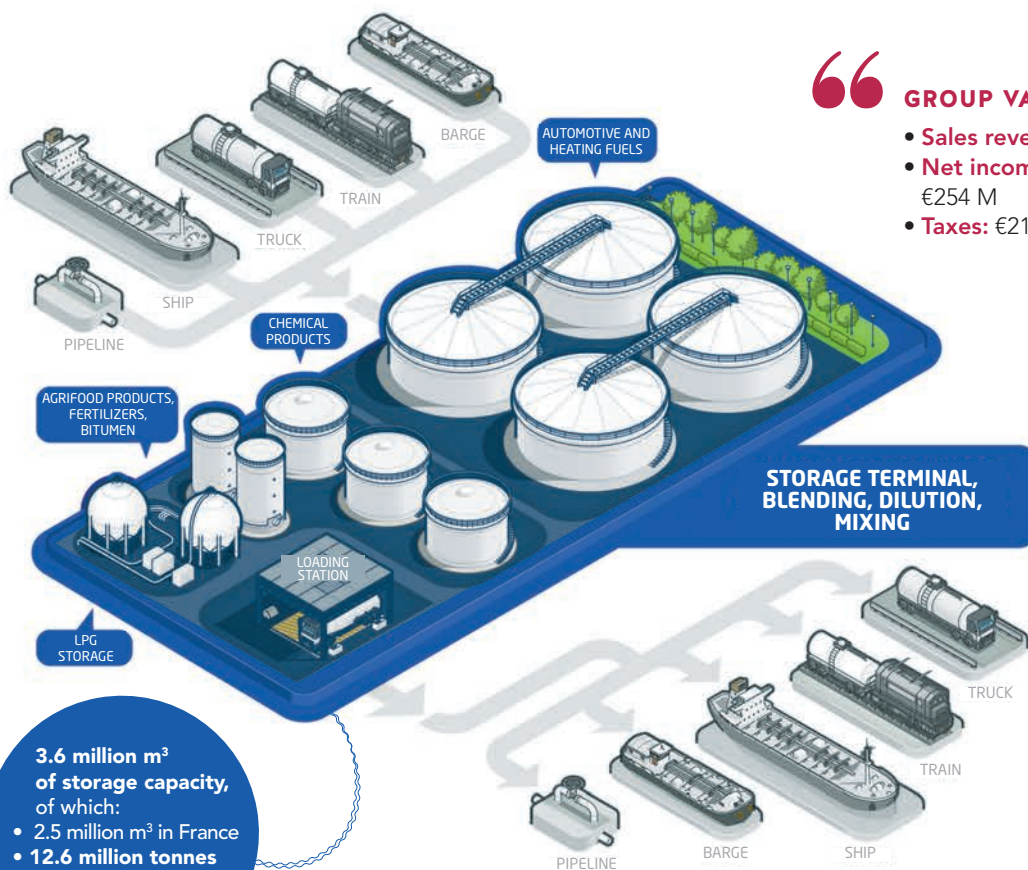 BARGE
TRAIN
TRUCK
SHIP
PIPELINE
AUTOMOTIVE AND
HEATING FUELS
GROUP VA
• Sales reve
• Net incom
€254 M
• Taxes: €21
CHEMICAL
PRODUCTS
AGRIFOOD PRODUCTS,
FERTILIZERS,
BITUMEN
STORAGE TERMINAL,
BLENDING, DILUTION,
MIXING
LOADING
STATION
LPG
STORAGE
TRUCK
TRAIN
SHIP
BARGE
PIPELINE
3.6 million m³
of storage capacity,
of which:
• 2.5 million m³ in France
• 12.6 million tonnes